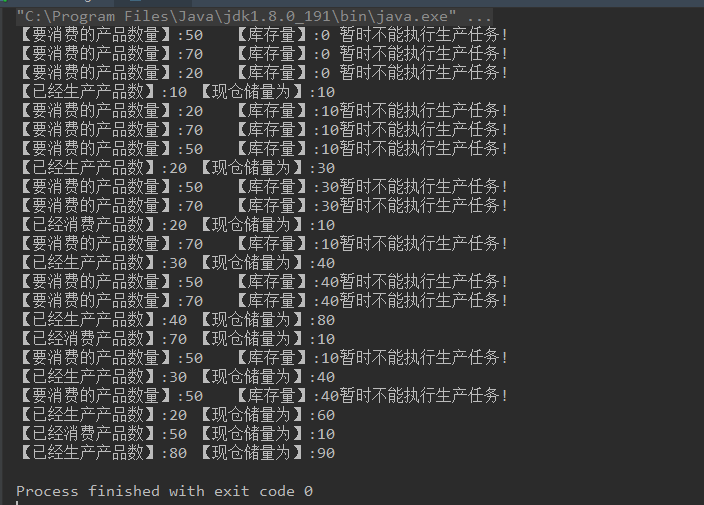 "C:\Program Files\Java\jdk1.8.0_191\bin\java.exe" ...
【要消费的产品数量】:50    【库存量】:0 暂时不能执行生产任务!
【要消费的产品数量】:70    【库存量】:0 暂时不能执行生产任务!
【要消费的产品数量】:20    【库存量】:0 暂时不能执行生产任务!
【已经生产产品数】:10 【现仓储量为】:10
【要消费的产品数量】:20    【库存量】:10暂时不能执行生产任务!
【要消费的产品数量】:70    【库存量】:10暂时不能执行生产任务!
【要消费的产品数量】:50    【库存量】:10暂时不能执行生产任务!
【已经生产产品数】:20 【现仓储量为】:30
【要消费的产品数量】:50    【库存量】:30暂时不能执行生产任务!
【要消费的产品数量】:70    【库存量】:30暂时不能执行生产任务!
【已经消费产品数】:20 【现仓储量为】:10
【要消费的产品数量】:70    【库存量】:10暂时不能执行生产任务!
【已经生产产品数】:30 【现仓储量为】:40
【要消费的产品数量】:50    【库存量】:40暂时不能执行生产任务!
【要消费的产品数量】:70    【库存量】:40暂时不能执行生产任务!
【已经生产产品数】:40 【现仓储量为】:80
【已经消费产品数】:70 【现仓储量为】:10
【要消费的产品数量】:50    【库存量】:10暂时不能执行生产任务!
【已经生产产品数】:30 【现仓储量为】:40
【要消费的产品数量】:50    【库存量】:40暂时不能执行生产任务!
【已经生产产品数】:20 【现仓储量为】:60
【已经消费产品数】:50 【现仓储量为】:10
【已经生产产品数】:80 【现仓储量为】:90
Process finished with exit code 0